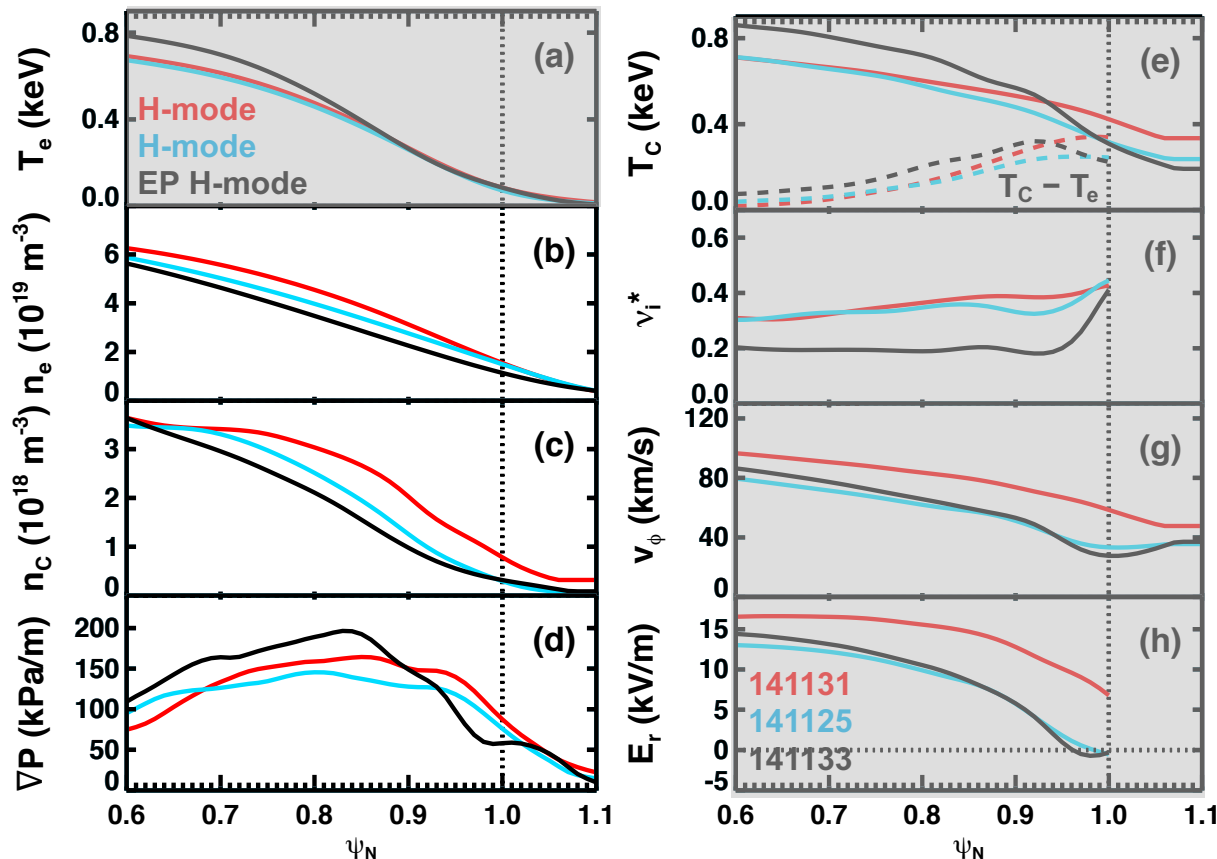 0.8
0.4
0.0
T_e (keV)
(a)
H-mode
H-mode
EP H-mode
6
4
2
0
n_e (10^19 m^-3)
(b)
3
2
1
0
n_C (10^18 m^-3)
(c)
200
150
100
50
0
∇P (kPa/m)
(d)
0.6 0.7 0.8 0.9 1.0 1.1
ψ_N
0.8
0.4
0.0
T_C (keV)
(e)
T_C − T_e
0.6
0.4
0.2
0.0
ν_i*
(f)
120
80
40
0
v_ϕ (km/s)
(g)
15
10
5
0
-5
E_r (kV/m)
(h)
141131
141125
141133
0.6 0.7 0.8 0.9 1.0 1.1
ψ_N